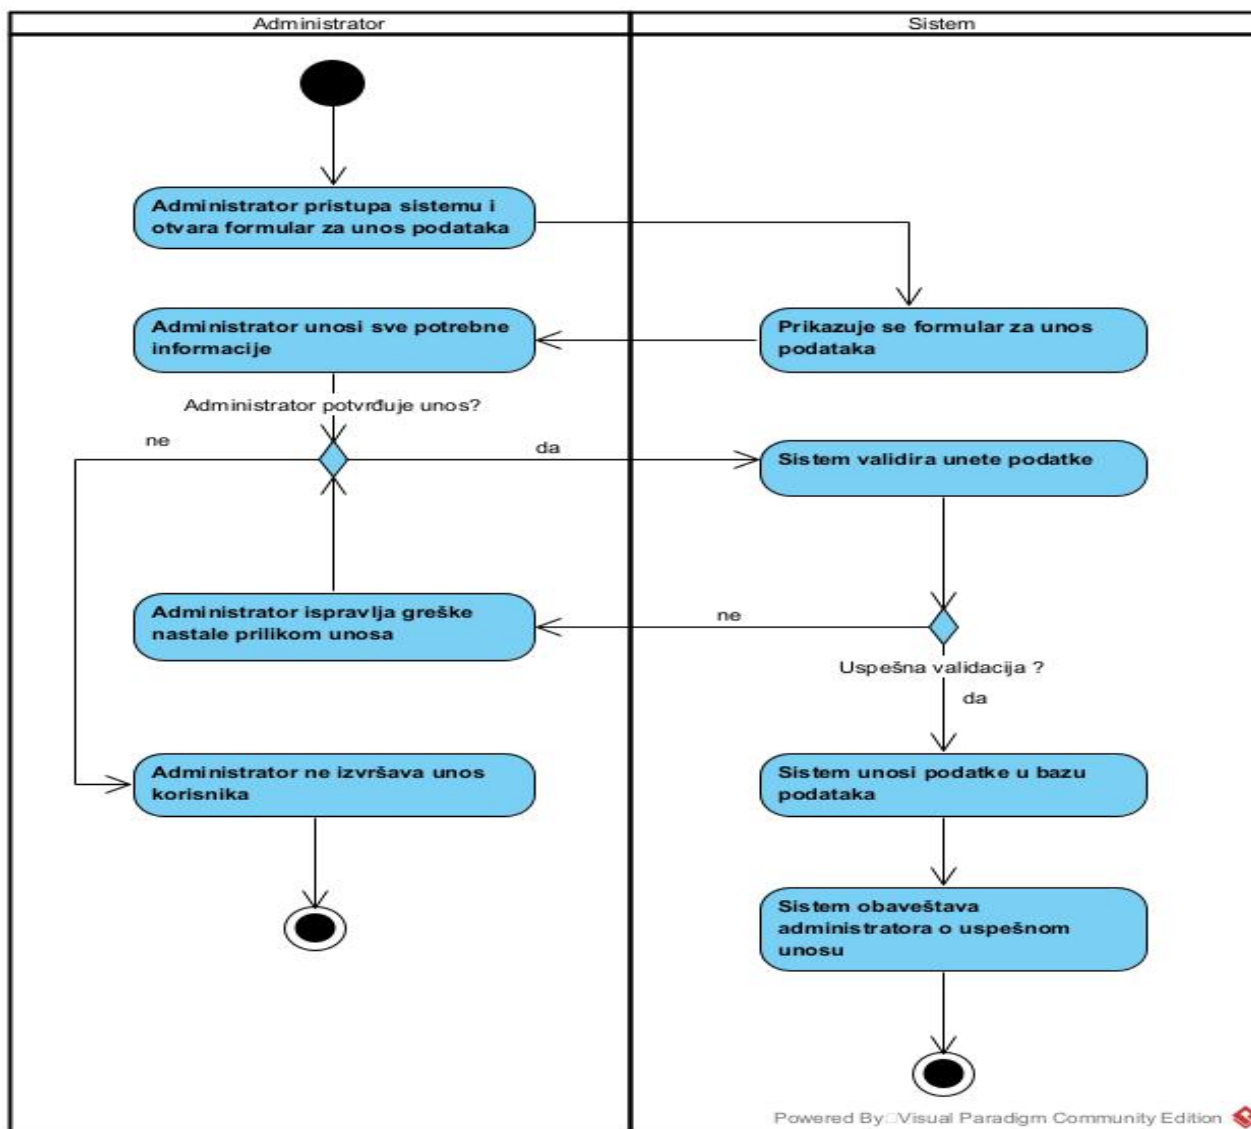 Administrator
Sistem
Administrator pristupa sistemu i
otvara formular za unos podataka
Administrator unosi sve potrebne
informacije
Prikazuje se formular za unos
podataka
Administrator potvrđuje unos?
ne
da
Sistem validira unete podatke
Administrator ispravlja greške
nastale prilikom unosa
ne
Uspešna validacija ?
da
Administrator ne izvršava unos
korisnika
Sistem unosi podatke u bazu
podataka
Sistem obaveštava
administratora o uspešnom
unosu
Powered By□Visual Paradigm Community Edition